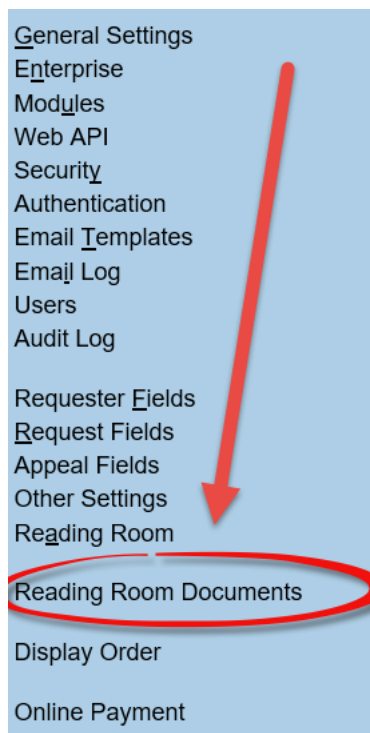 General Settings
Enterprise
Modules
Web API
Security
Authentication
Email Templates
Email Log
Users
Audit Log
Requester Fields
Request Fields
Appeal Fields
Other Settings
Reading Room
Reading Room Documents
Display Order
Online Payment